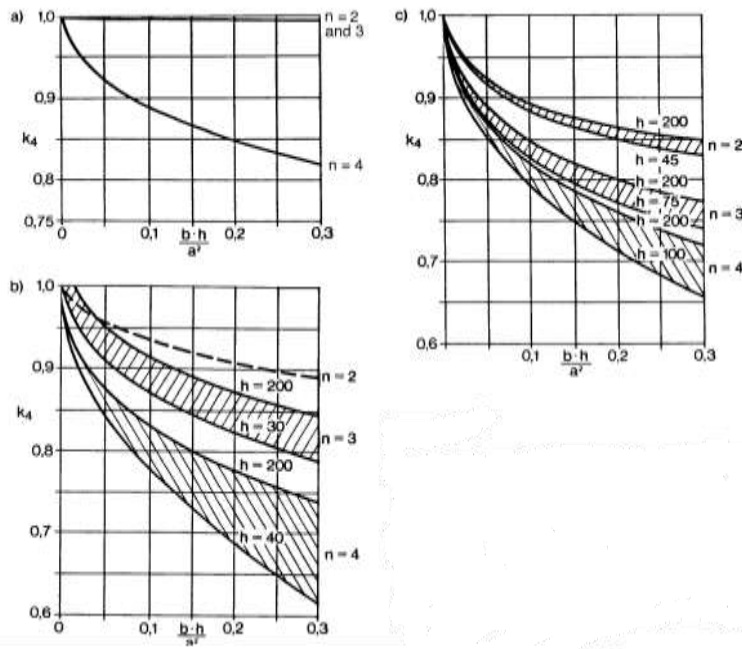 a)
1,0
0,9
k₄
0,8
0,75
0
0,1
0,2
0,3
b·h
a²
n=2
and 3
n=4
b)
1,0
0,9
k₄
0,8
0,7
0,6
0
0,1
0,2
0,3
b·h
a²
h=200
h=30
h=200
h=40
n=2
n=3
n=4
c)
1,0
0,9
k₄
0,8
0,7
0,6
0,1
0,2
0,3
b·h
a²
h=200
h=45
h=200
h=75
h=200
h=100
n=2
n=3
n=4